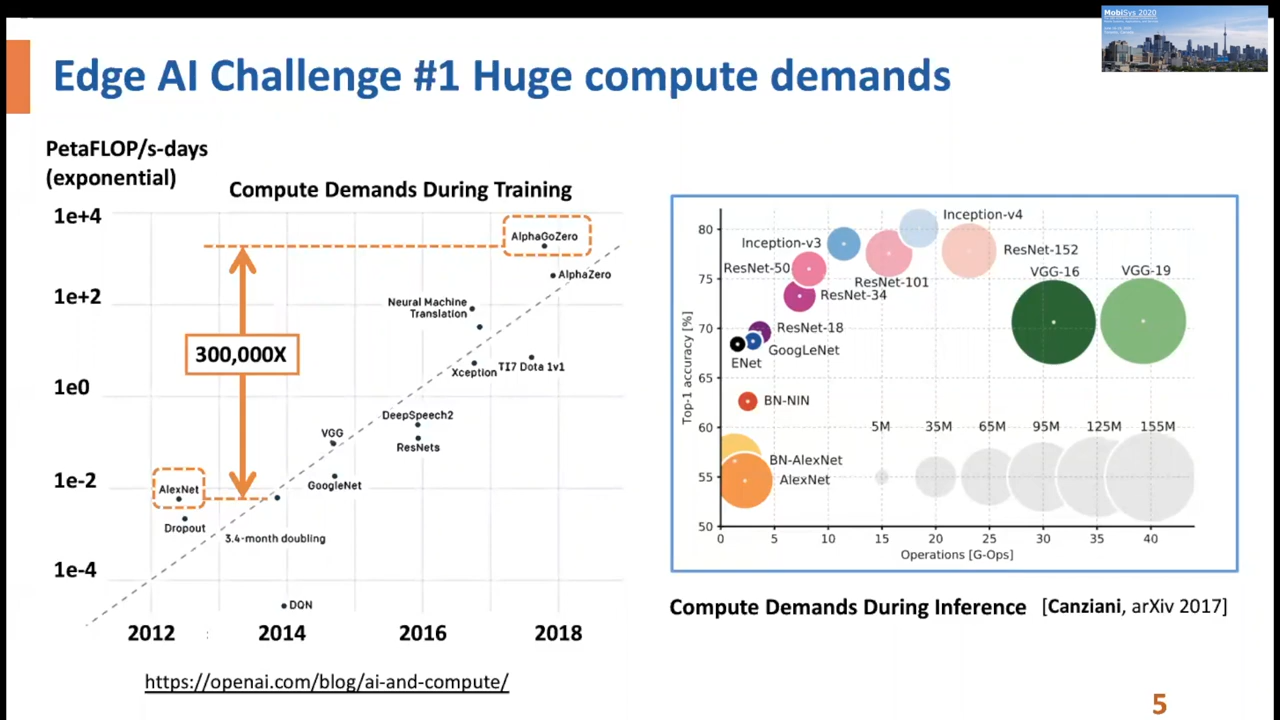 MobiSys 2020
Edge AI Challenge #1 Huge compute demands
PetaFLOP/s-days
(exponential)
Compute Demands During Training
1e+4
1e+2
1e0
1e-2
1e-4
AlphaGoZero
AlphaZero
Neural Machine
Translation
300,000X
Xception
TI7 Dota 1v1
DeepSpeech2
ResNets
VGG
GoogleNet
AlexNet
Dropout
3.4-month doubling
DQN
2012
2014
2016
2018
https://openai.com/blog/ai-and-compute/
Top-1 accuracy [%]
80
75
70
65
60
55
50
Inception-v4
Inception-v3
ResNet-152
ResNet-50
VGG-16
VGG-19
ResNet-101
ResNet-34
ResNet-18
GoogLeNet
ENet
BN-NIN
5M
35M
65M
95M
125M
155M
BN-AlexNet
AlexNet
0
5
10
15
20
25
30
35
40
Operations [G-Ops]
Compute Demands During Inference [Canziani, arXiv 2017]
5